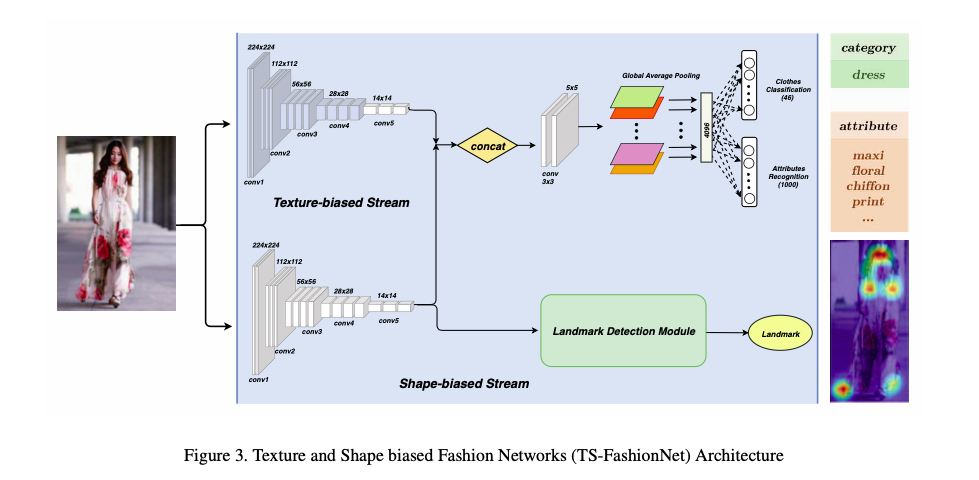 224x224
112x112
56x56
28x28
14x14
conv1
conv2
conv3
conv4
conv5
Texture-biased Stream
concat
5x5
conv
3x3
Global Average Pooling
4096
Clothes
Classification
(46)
Attributes
Recognition
(1000)
category
dress
attribute
maxi
floral
chiffon
print
...
224x224
112x112
56x56
28x28
14x14
conv1
conv2
conv3
conv4
conv5
Shape-biased Stream
Landmark Detection Module
Landmark
Figure 3. Texture and Shape biased Fashion Networks (TS-FashionNet) Architecture